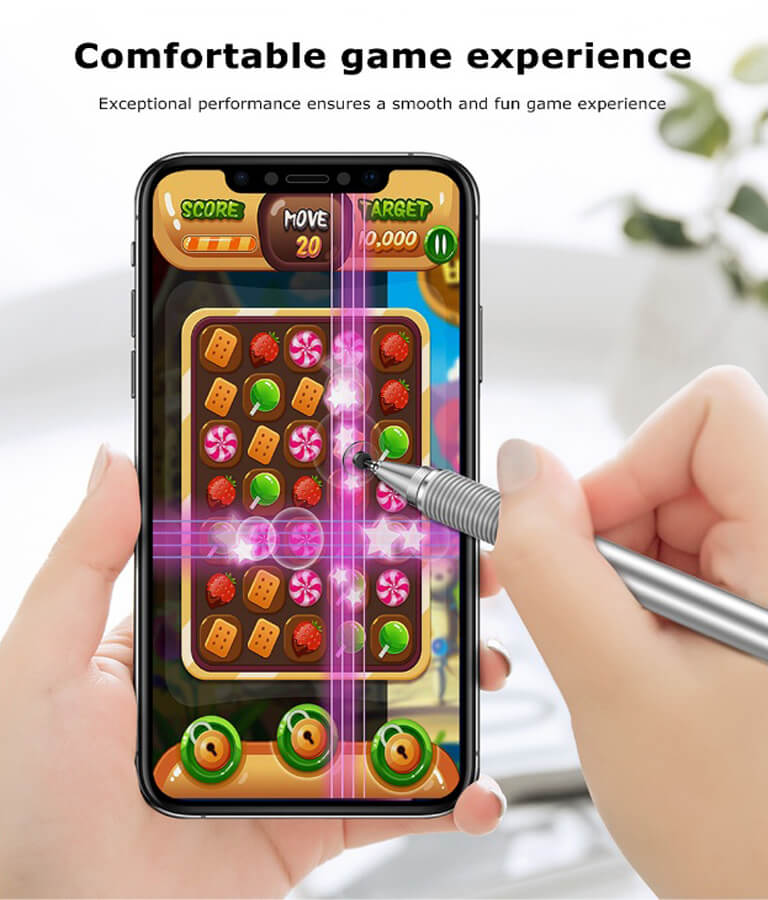 Comfortable game experience
Exceptional performance ensures a smooth and fun game experience
SCORE MOVE TARGET
20 10,000